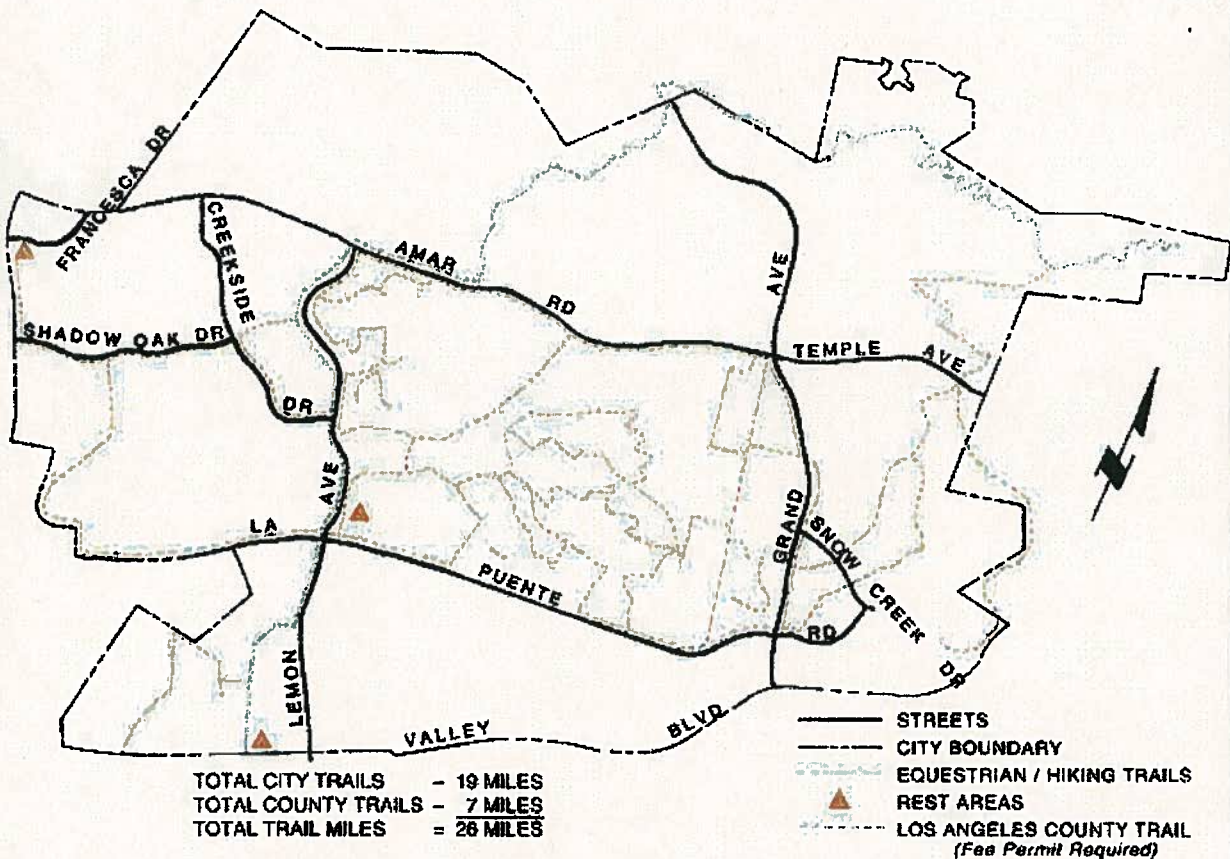 FRANCESCA DR
CREEKSIDE
DR
AMAR
RD
AVE
SHADOW OAK DR
TEMPLE AVE
LEMON
AVE
LA
PUENTE
RD
GRAND
SNOW CREEK DR
VALLEY
BLVD
N
TOTAL CITY TRAILS – 19 MILES
TOTAL COUNTY TRAILS – 7 MILES
TOTAL TRAIL MILES = 26 MILES
STREETS
CITY BOUNDARY
EQUESTRIAN / HIKING TRAILS
REST AREAS
LOS ANGELES COUNTY TRAIL
(Fee Permit Required)